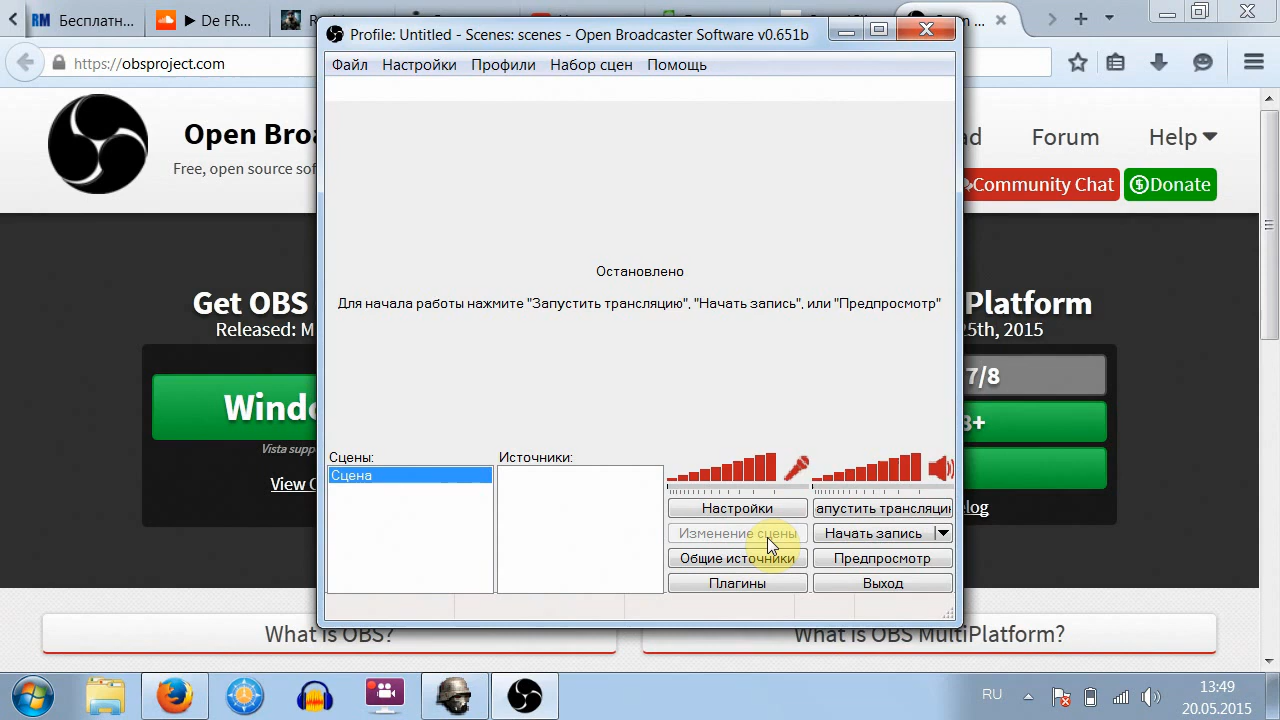 Бесплатн...
De FR...
Profile: Untitled - Scenes: scenes - Open Broadcaster Software v0.651b
https://obsproject.com
Файл Настройки Профили Набор сцен Помощь
Open Bro
Free, open source sof
Forum
Help
Community Chat
Donate
Остановлено
Для начала работы нажмите "Запустить трансляцию", "Начать запись", или "Предпросмотр"
Get OBS
Released: M
Platform
25th, 2015
7/8
Windo
Vista supp
View
Сцены:
Источники:
Сцена
Настройки
апустить трансляци
Изменение сцены
Начать запись
Общие источники
Предпросмотр
Плагины
Выход
log
What is OBS?
What is OBS MultiPlatform?
RU
13:49
20.05.2015